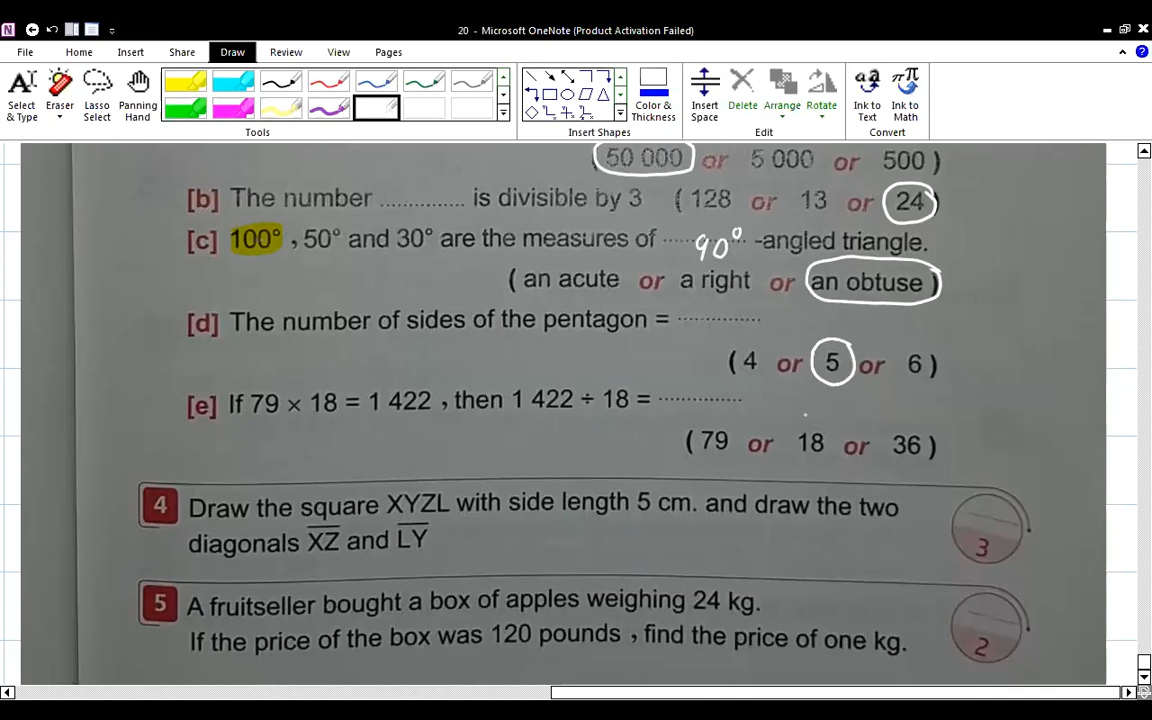 20 - Microsoft OneNote (Product Activation Failed)
File Home Insert Share Draw Review View Pages
Select & Type Eraser Lasso Select Panning Hand Color & Thickness Insert Space Delete Arrange Rotate Ink to Text Ink to Math
Tools Insert Shapes Edit Convert
( 50 000 or 5 000 or 500 )
[b] The number .............. is divisible by 3 ( 128 or 13 or 24 )
[c] 100° , 50° and 30° are the measures of ..... 90° ... -angled triangle.
( an acute or a right or an obtuse )
[d] The number of sides of the pentagon = ..............
( 4 or 5 or 6 )
[e] If 79 × 18 = 1 422 , then 1 422 ÷ 18 = ..............
( 79 or 18 or 36 )
4 Draw the square XYZL with side length 5 cm. and draw the two
diagonals X̅Z̅ and L̅Y̅
3
5 A fruitseller bought a box of apples weighing 24 kg.
If the price of the box was 120 pounds , find the price of one kg.
2